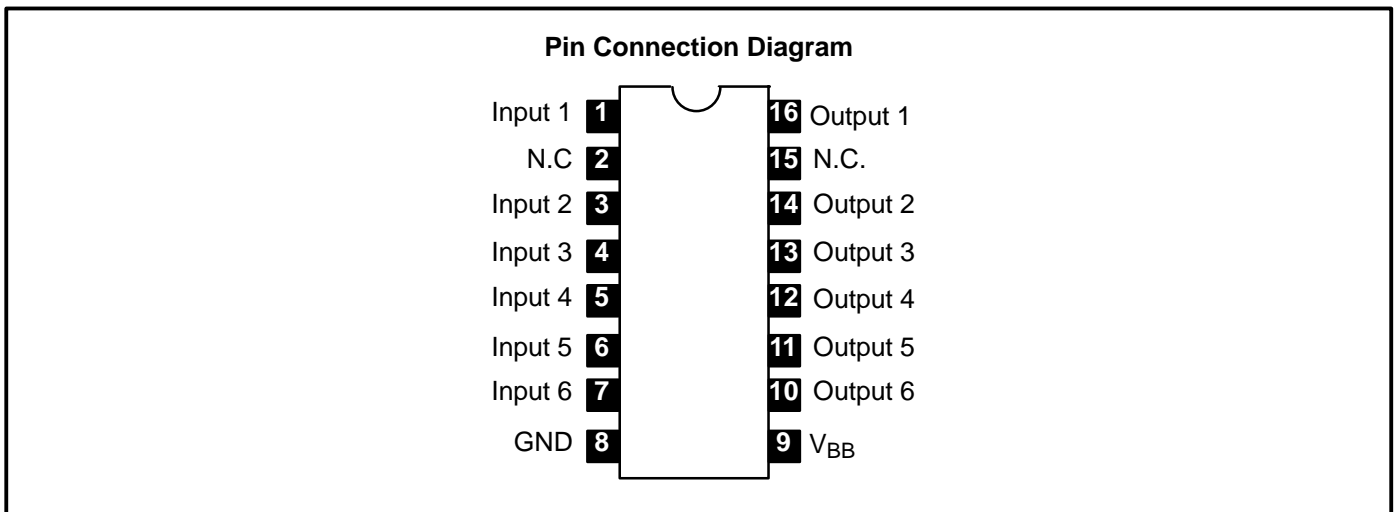 Pin Connection Diagram
Input 1 1 16 Output 1
N.C 2 15 N.C.
Input 2 3 14 Output 2
Input 3 4 13 Output 3
Input 4 5 12 Output 4
Input 5 6 11 Output 5
Input 6 7 10 Output 6
GND 8 9 VBB